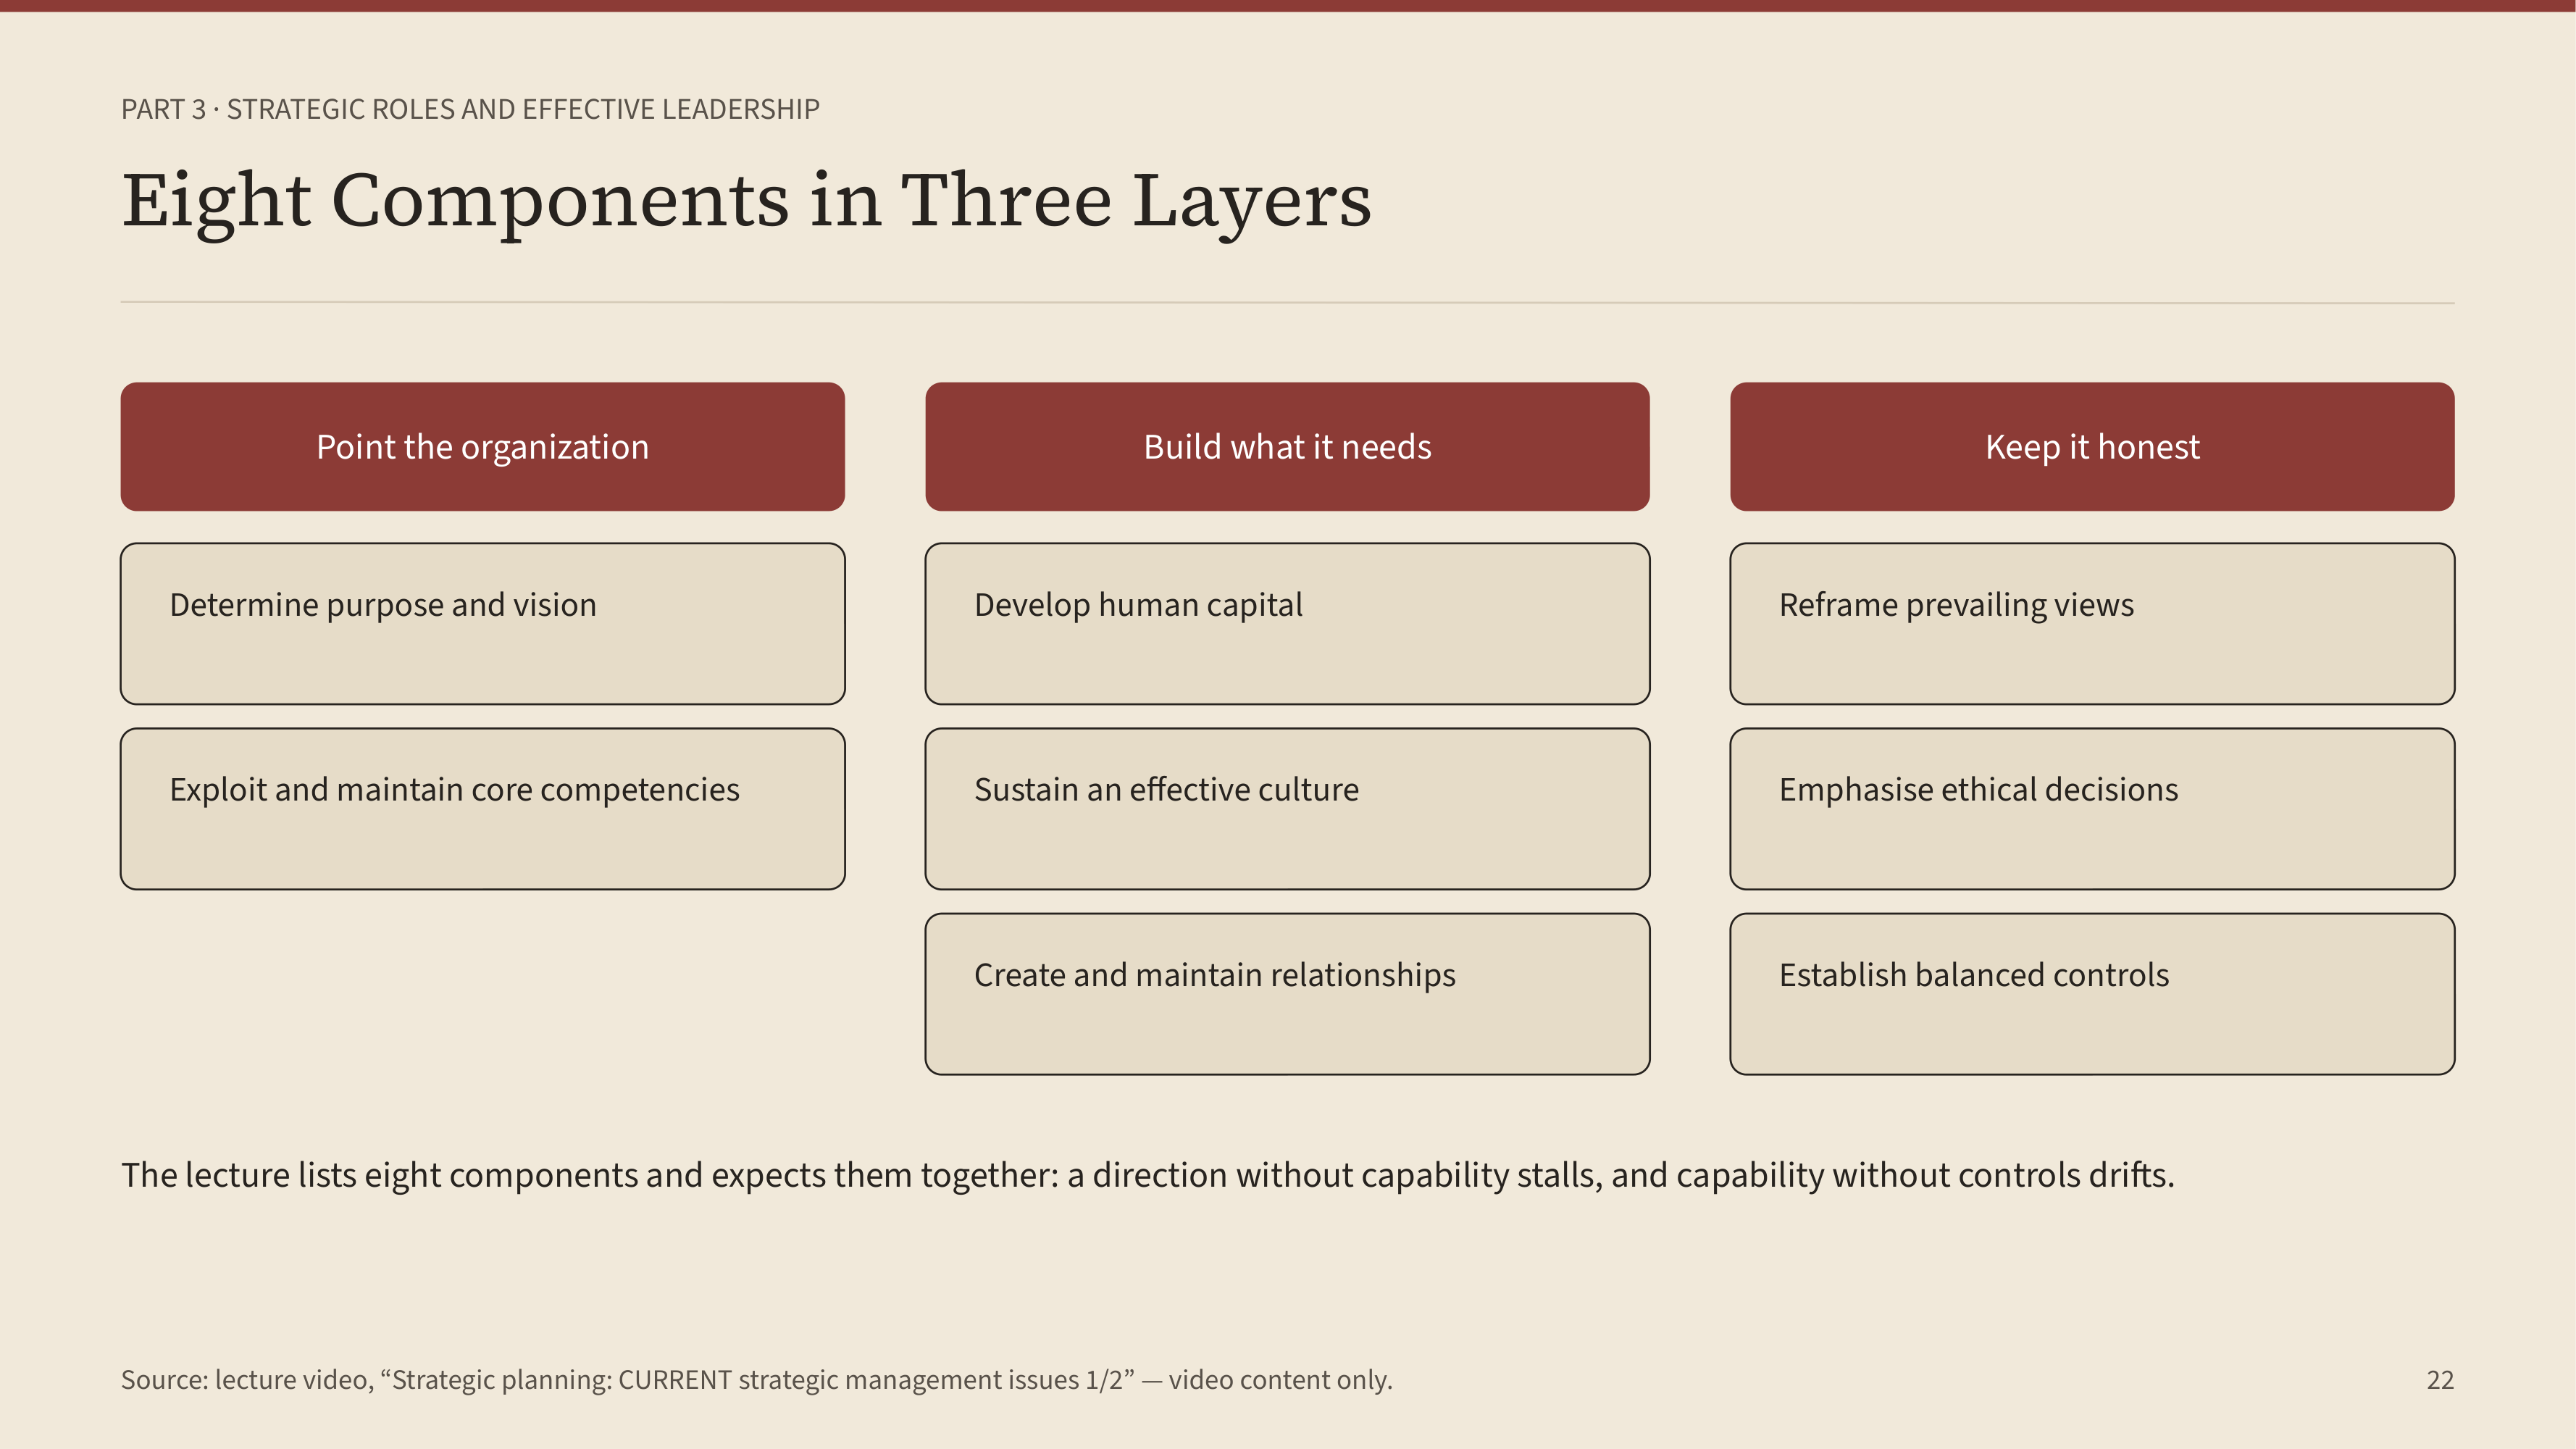 PART 3 · STRATEGIC ROLES AND EFFECTIVE LEADERSHIP
Eight Components in Three Layers
Point the organization
Determine purpose and vision
Exploit and maintain core competencies
Build what it needs
Develop human capital
Sustain an effective culture
Create and maintain relationships
Keep it honest
Reframe prevailing views
Emphasise ethical decisions
Establish balanced controls
The lecture lists eight components and expects them together: a direction without capability stalls, and capability without controls drifts.
Source: lecture video, “Strategic planning: CURRENT strategic management issues 1/2” — video content only.
22